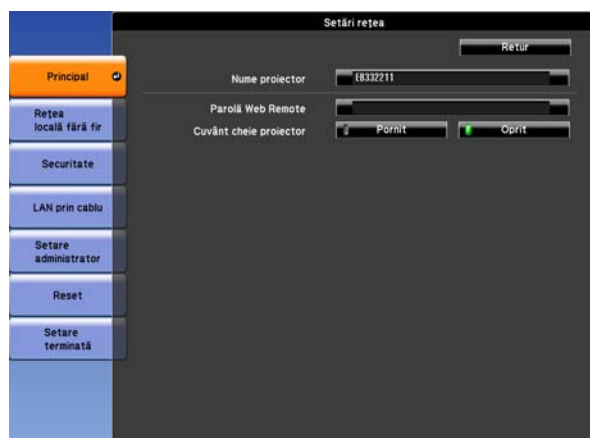 Setări rețea
Retur
Principal
Nume proiector
EB332211
Rețea
locală fără fir
Parolă Web Remote
Cuvânt cheie proiector
Pornit
Oprit
Securitate
LAN prin cablu
Setare
administrator
Reset
Setare
terminată